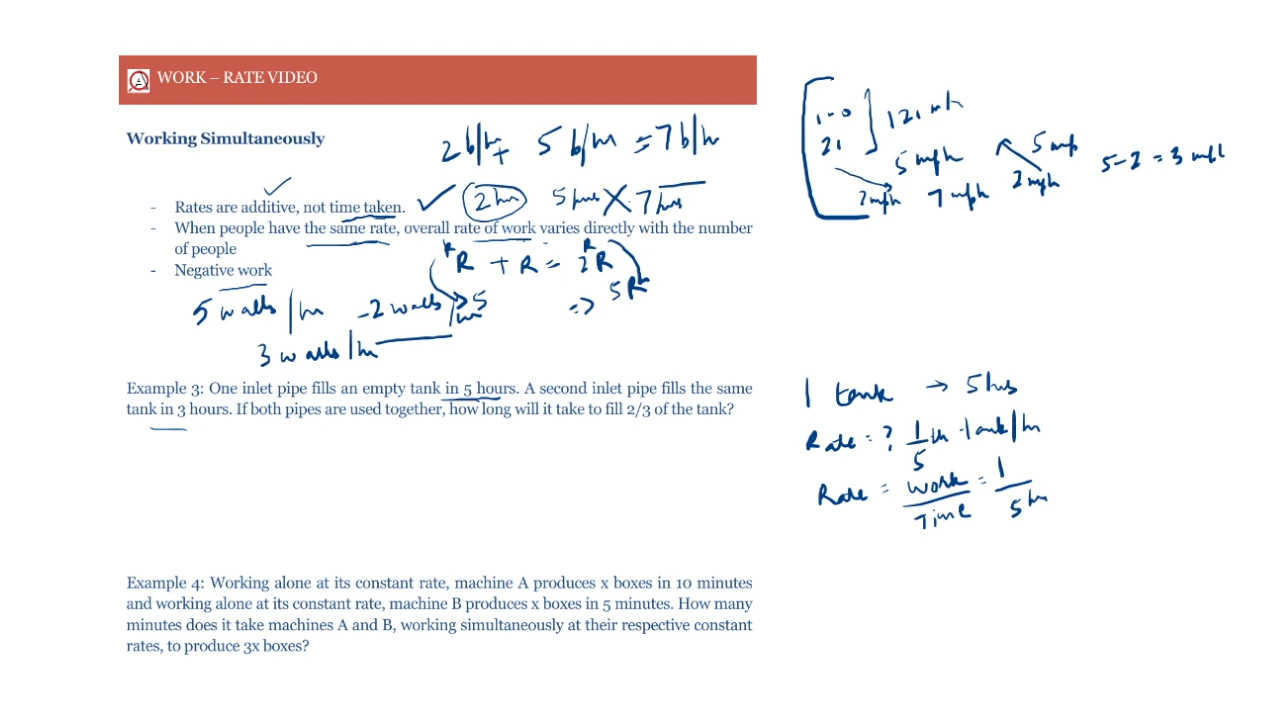 WORK – RATE VIDEO
Working Simultaneously
2b/hr + 5 b/hr = 7 b/hr
- Rates are additive, not time taken.
2 hr 5 hrs 7 hrs
- When people have the same rate, overall rate of work varies directly with the number
of people
- Negative work
R + R = 2R
=> 5R
5 walls/hr -2 walls/hr
3 walls/hr
Example 3: One inlet pipe fills an empty tank in 5 hours. A second inlet pipe fills the same
tank in 3 hours. If both pipes are used together, how long will it take to fill 2/3 of the tank?
Example 4: Working alone at its constant rate, machine A produces x boxes in 10 minutes
and working alone at its constant rate, machine B produces x boxes in 5 minutes. How many
minutes does it take machines A and B, working simultaneously at their respective constant
rates, to produce 3x boxes?
5 mph
2 mph 7 mph
5 mph
2 mph
5-2 = 3 mph
1 tank → 5 hrs
Rate = ? 1/5 th tank/hr
Rate = Work/Time = 1/5 hr